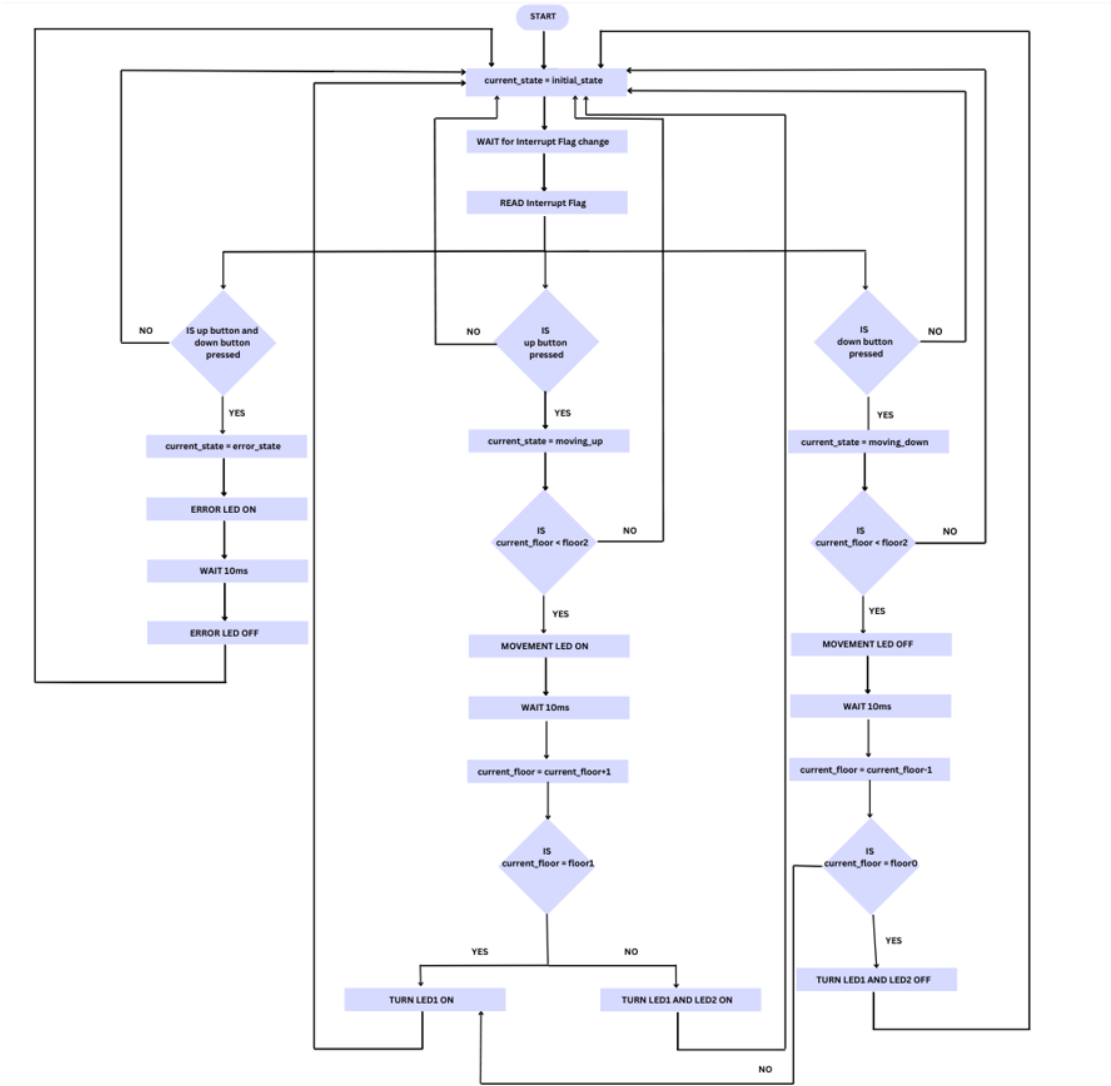 START
current_state = initial_state
WAIT for Interrupt Flag change
READ Interrupt Flag
NO
IS up button and
down button
pressed
NO
IS
up button
pressed
IS
down button
pressed
NO
YES
YES
YES
current_state = error_state
current_state = moving_up
current_state = moving_down
ERROR LED ON
IS
current_floor < floor2
NO
IS
current_floor < floor2
NO
WAIT 10ms
YES
YES
ERROR LED OFF
MOVEMENT LED ON
MOVEMENT LED OFF
WAIT 10ms
WAIT 10ms
current_floor = current_floor+1
current_floor = current_floor-1
IS
current_floor = floor1
IS
current_floor = floor0
YES
NO
YES
TURN LED1 ON
TURN LED1 AND LED2 ON
TURN LED1 AND LED2 OFF
NO